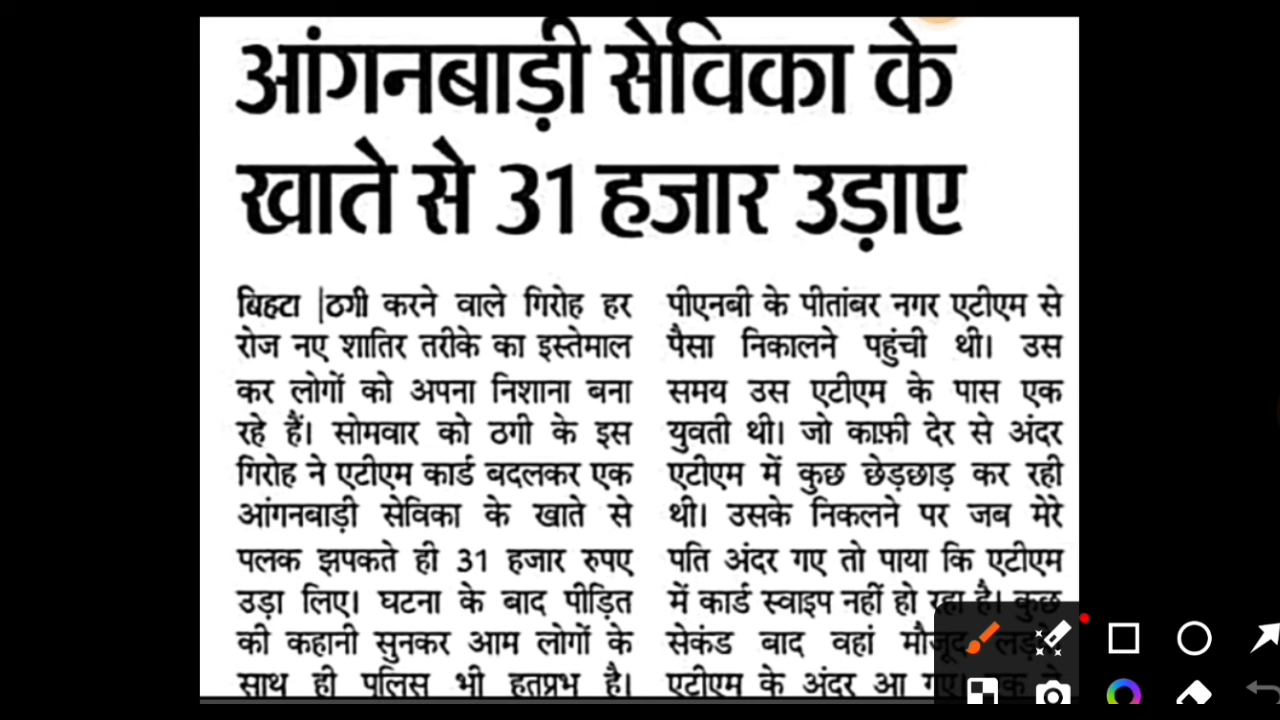 आंगनबाड़ी सेविका के
खाते से 31 हजार उड़ाए
बिहटा |ठगी करने वाले गिरोह हर
रोज नए शातिर तरीके का इस्तेमाल
कर लोगों को अपना निशाना बना
रहे हैं। सोमवार को ठगी के इस
गिरोह ने एटीएम कार्ड बदलकर एक
आंगनबाड़ी सेविका के खाते से
पलक झपकते ही 31 हजार रुपए
उड़ा लिए। घटना के बाद पीड़ित
की कहानी सुनकर आम लोगों के
साथ ही पुलिस भी हतप्रभ है।
पीएनबी के पीतांबर नगर एटीएम से
पैसा निकालने पहुंची थी। उस
समय उस एटीएम के पास एक
युवती थी। जो काफ़ी देर से अंदर
एटीएम में कुछ छेड़छाड़ कर रही
थी। उसके निकलने पर जब मेरे
पति अंदर गए तो पाया कि एटीएम
में कार्ड स्वाइप नहीं हो रहा है। कुछ
सेकंड बाद वहां मौजूद
एटीएम के अंदर आ गए।